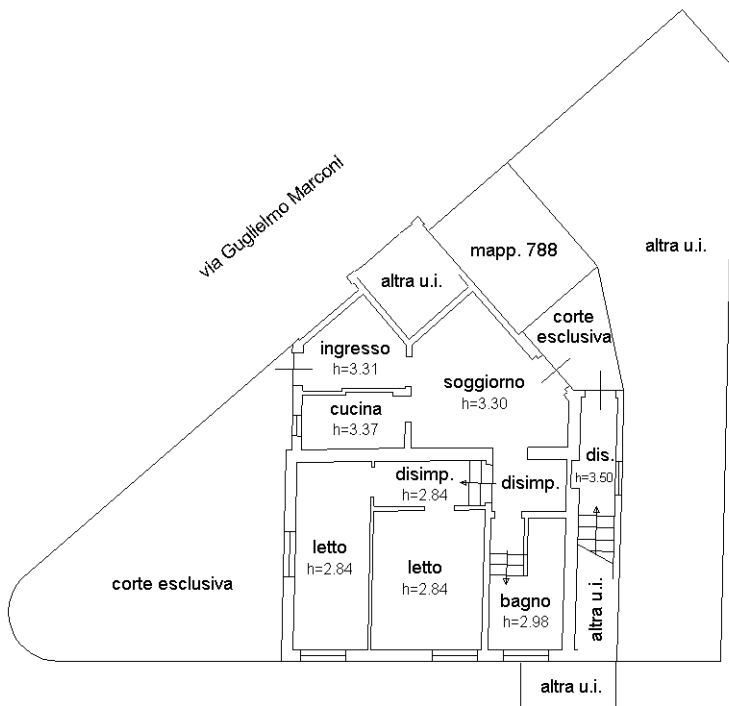 via Guglielmo Marconi
altra u.i.
mapp. 788
altra u.i.
corte
esclusiva
ingresso
h=3.31
soggiorno
h=3.30
cucina
h=3.37
disimp.
h=2.84
disimp.
dis.
h=3.50
letto
h=2.84
letto
h=2.84
corte esclusiva
bagno
h=2.98
altra u.i.
altra u.i.